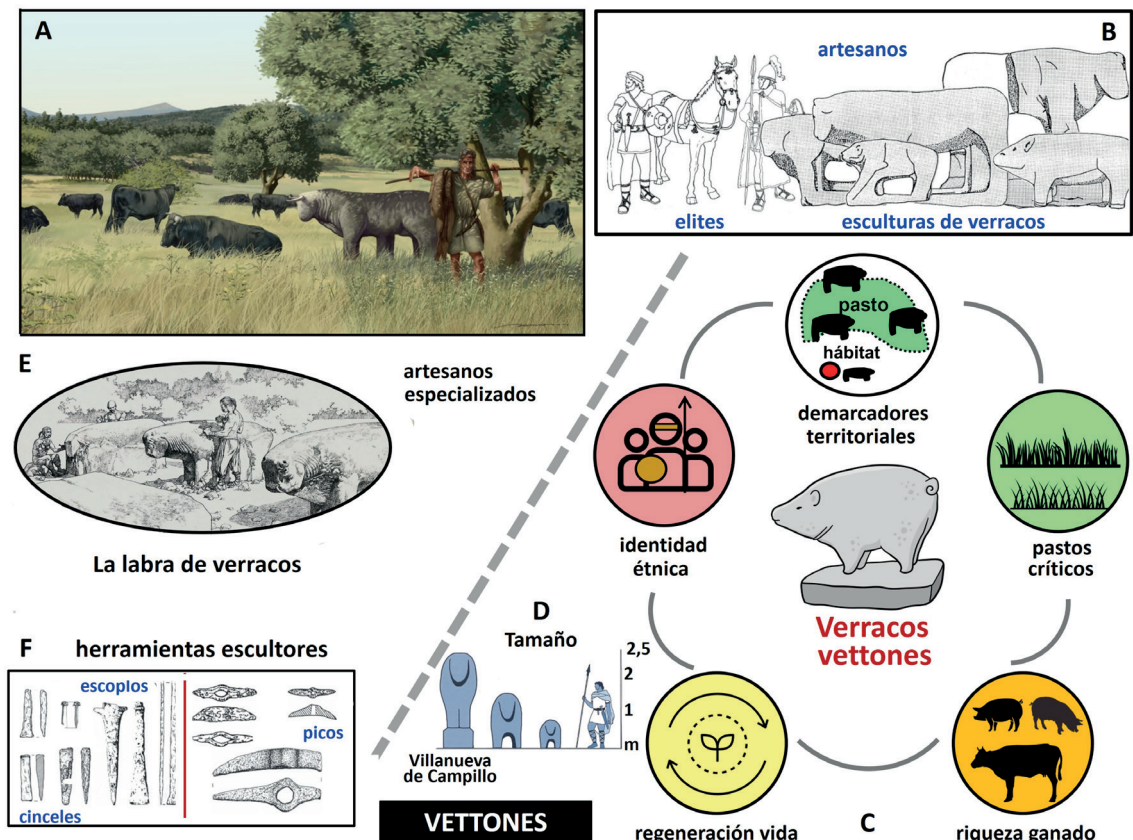 A
B
artesanos
elites
esculturas de verracos
E
artesanos
especializados
La labra de verracos
F
herramientas escultores
escoplos
picos
cinceles
D
Tamaño
2,5
2
1
m
Villanueva
de Campillo
VETTONES
pasto
hábitat
demarcadores
territoriales
identidad
étnica
pastos
críticos
Verracos
vettones
regeneración vida
C
riqueza ganado